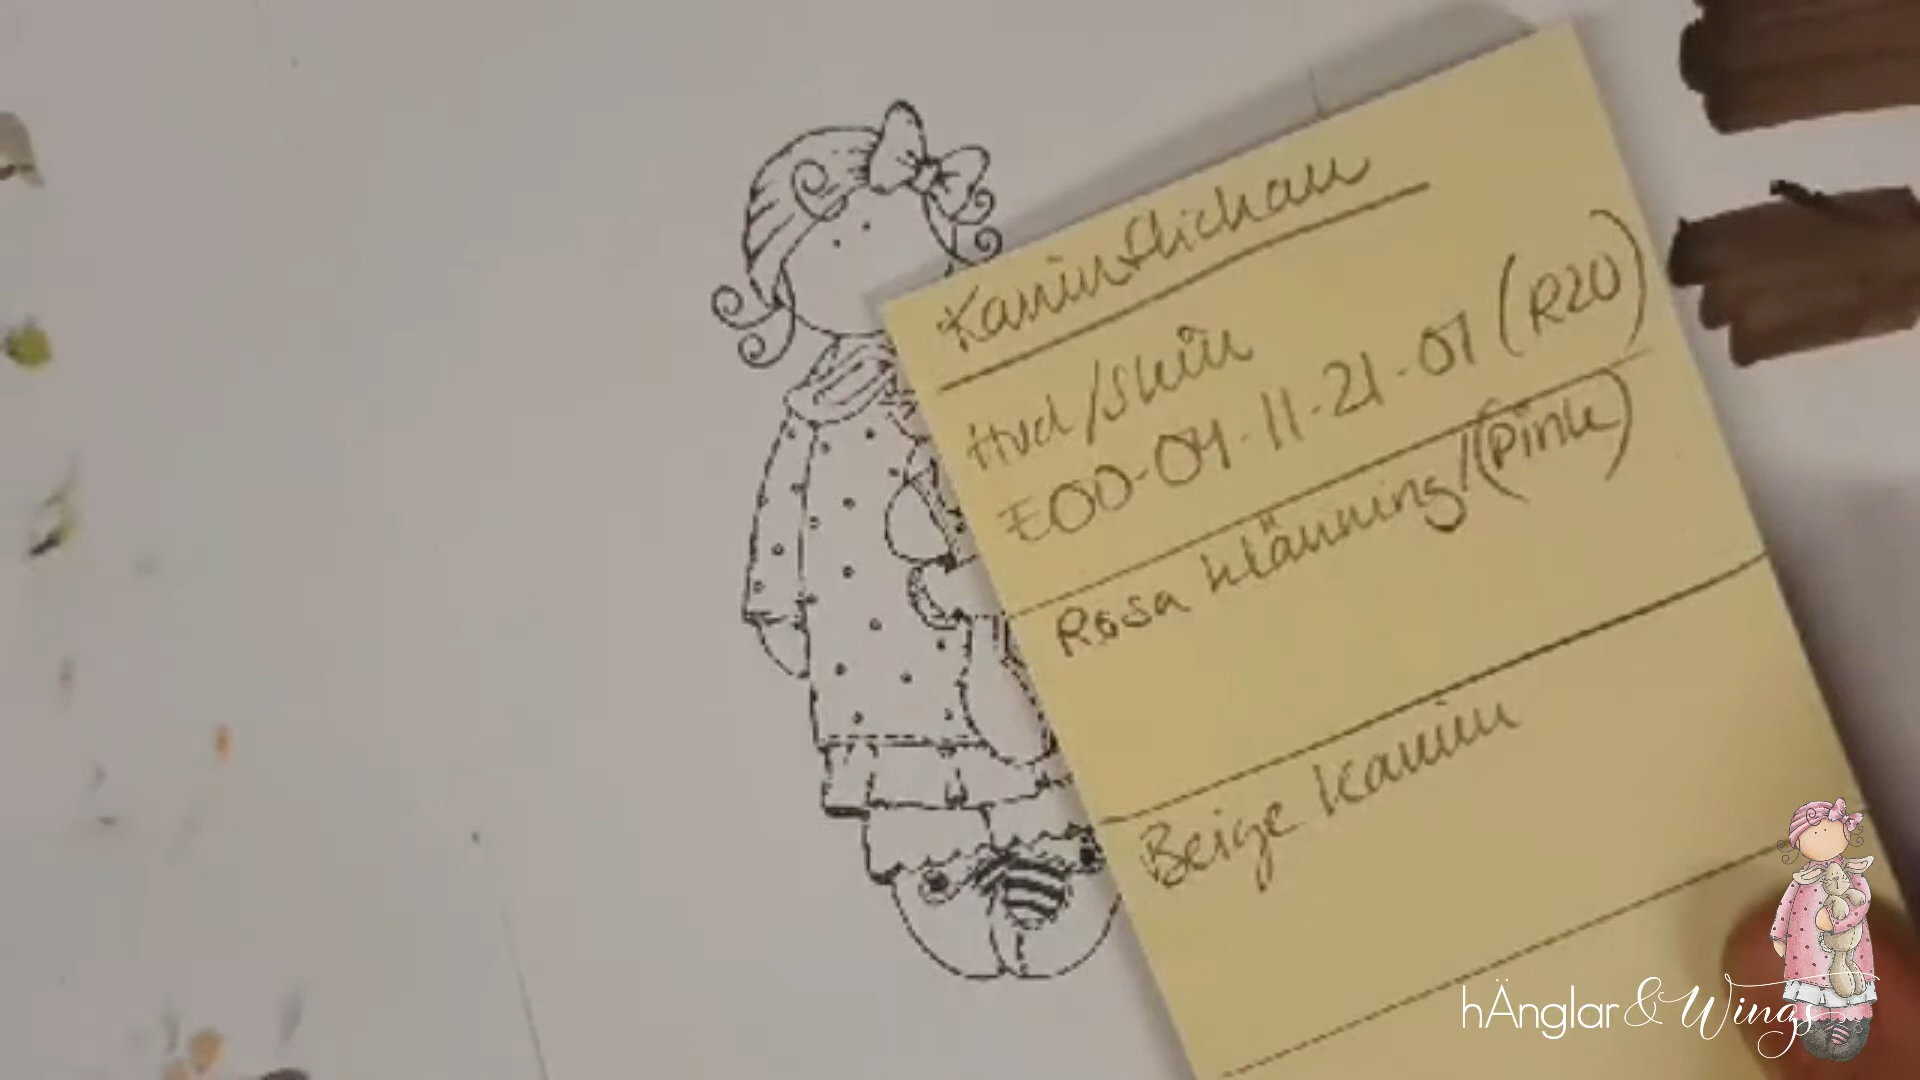 Kaninflickan
Hud/Skin
E00-04-11-21-01 (R20)
Rosa klänning/(Pink)
Beige Kanin
hÄnglar & Wings